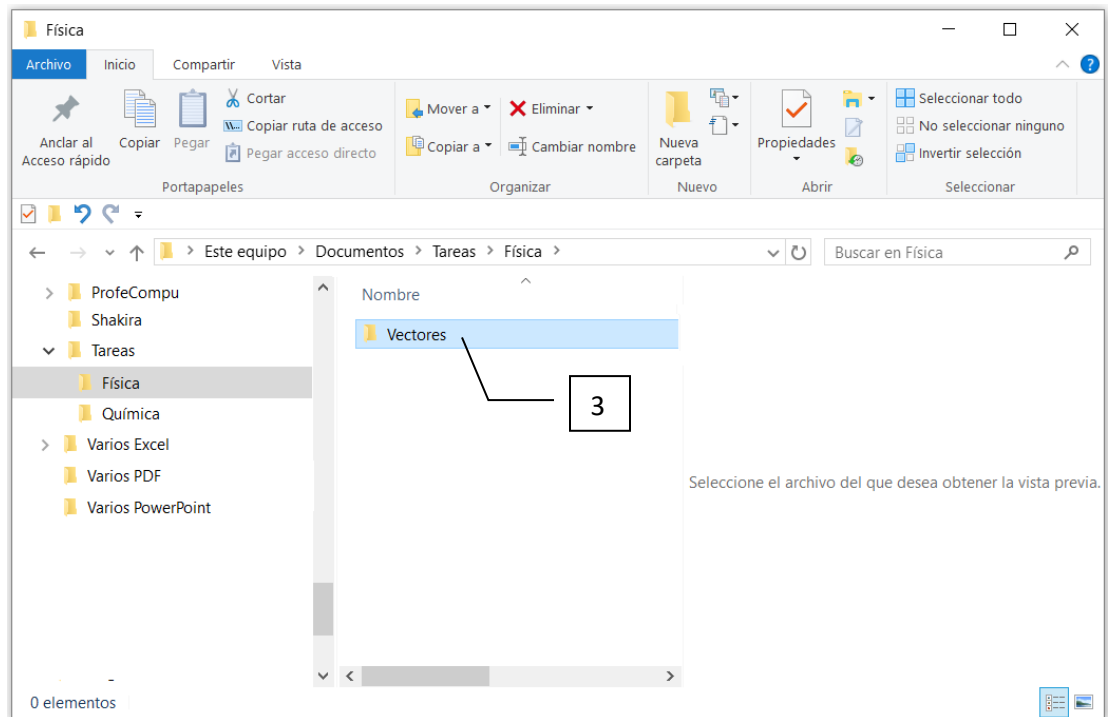 Física
Archivo Inicio Compartir Vista
Anclar al Acceso rápido
Copiar
Pegar
Cortar
Copiar ruta de acceso
Pegar acceso directo
Portapapeles
Mover a
Copiar a
Eliminar
Cambiar nombre
Organizar
Nueva carpeta
Nuevo
Propiedades
Abrir
Seleccionar todo
No seleccionar ninguno
Invertir selección
Seleccionar
Este equipo > Documentos > Tareas > Física >
Buscar en Física
ProfeCompu
Shakira
Tareas
Física
Química
Varios Excel
Varios PDF
Varios PowerPoint
Nombre
Vectores
3
Seleccione el archivo del que desea obtener la vista previa.
0 elementos